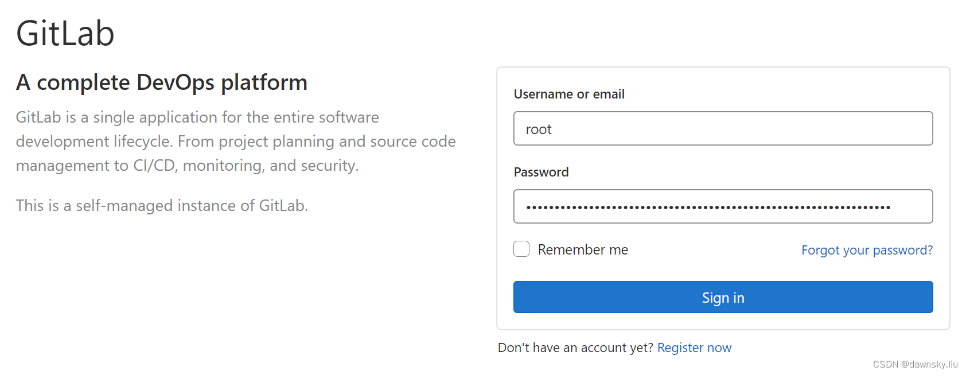 GitLab
A complete DevOps platform
GitLab is a single application for the entire software
development lifecycle. From project planning and source code
management to CI/CD, monitoring, and security.
This is a self-managed instance of GitLab.
Username or email
root
Password
Remember me
Forgot your password?
Sign in
Don't have an account yet? Register now
CSDN @dawnsky.liu